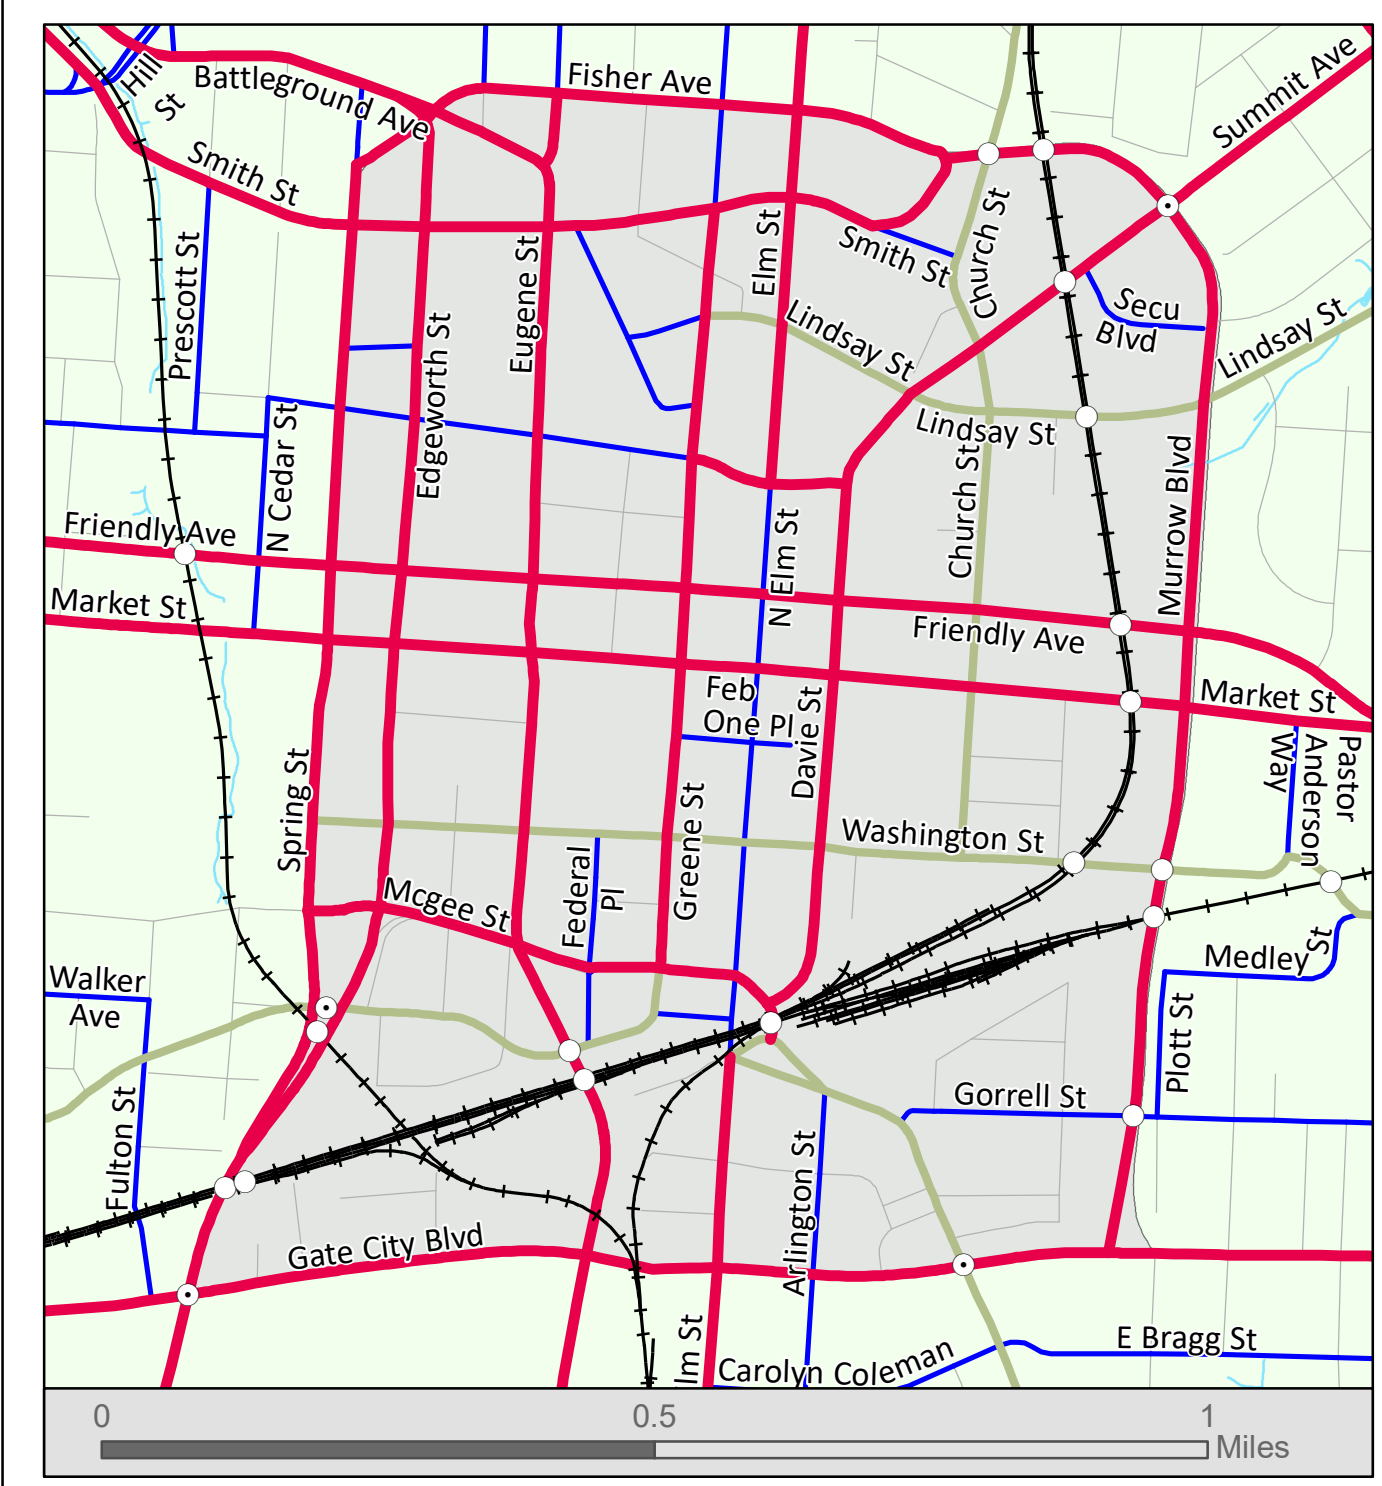 Hill
St
Battleground Ave
Fisher Ave
Summit Ave
Smith St
Prescott St
Edgeworth St
Eugene St
Elm St
Smith St
Church St
Secu
Blvd
Lindsay St
Lindsay St
Lindsay St
N Cedar St
Church St
Murrow Blvd
Friendly Ave
N Elm St
Market St
Friendly Ave
Feb
One Pl
Davie St
Market St
Pastor
Anderson
Way
Spring St
Greene St
Washington St
Federal
Pl
Mcgee St
Walker
Ave
Medley St
Plott St
Fulton St
Gorrell St
Arlington St
Gate City Blvd
lm St
Carolyn Coleman
E Bragg St
0
0.5
1
Miles